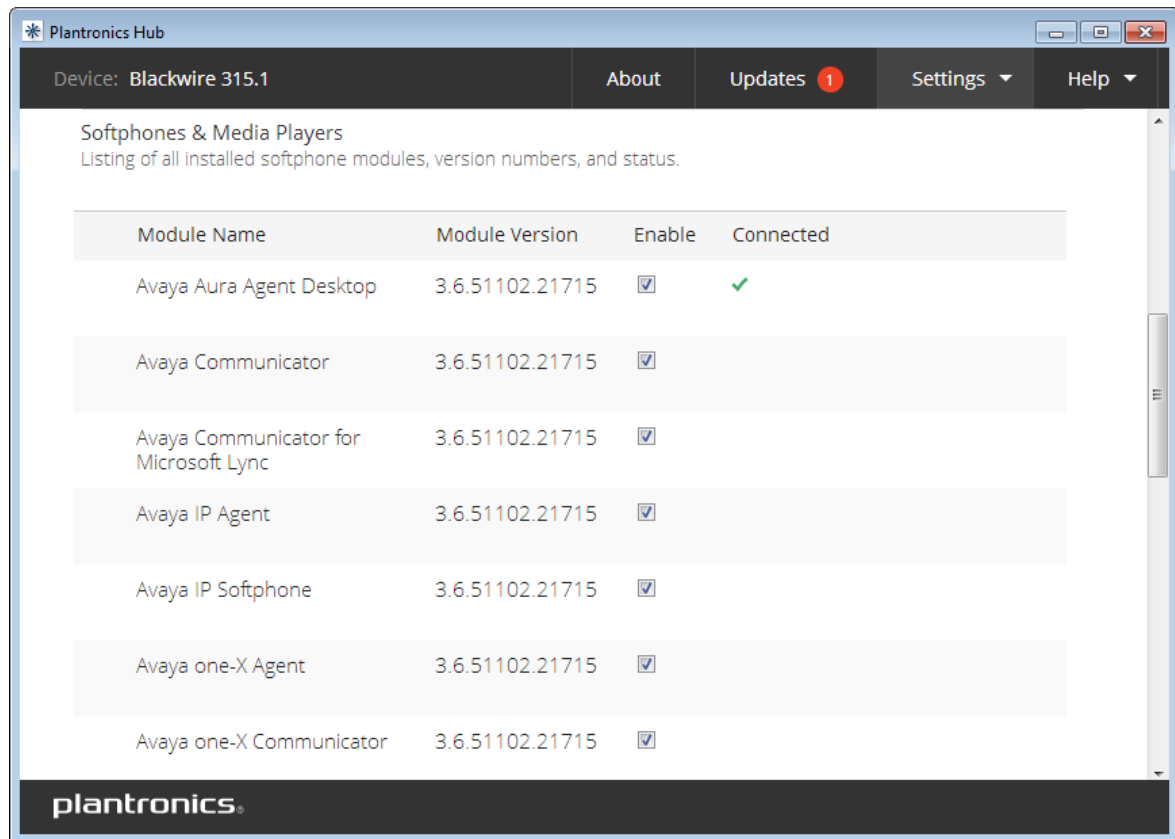 Plantronics Hub
Device: Blackwire 315.1 About Updates 1 Settings Help
Softphones & Media Players
Listing of all installed softphone modules, version numbers, and status.
Module Name Module Version Enable Connected
Avaya Aura Agent Desktop 3.6.51102.21715
Avaya Communicator 3.6.51102.21715
Avaya Communicator for 3.6.51102.21715
Microsoft Lync
Avaya IP Agent 3.6.51102.21715
Avaya IP Softphone 3.6.51102.21715
Avaya one-X Agent 3.6.51102.21715
Avaya one-X Communicator 3.6.51102.21715
plantronics®